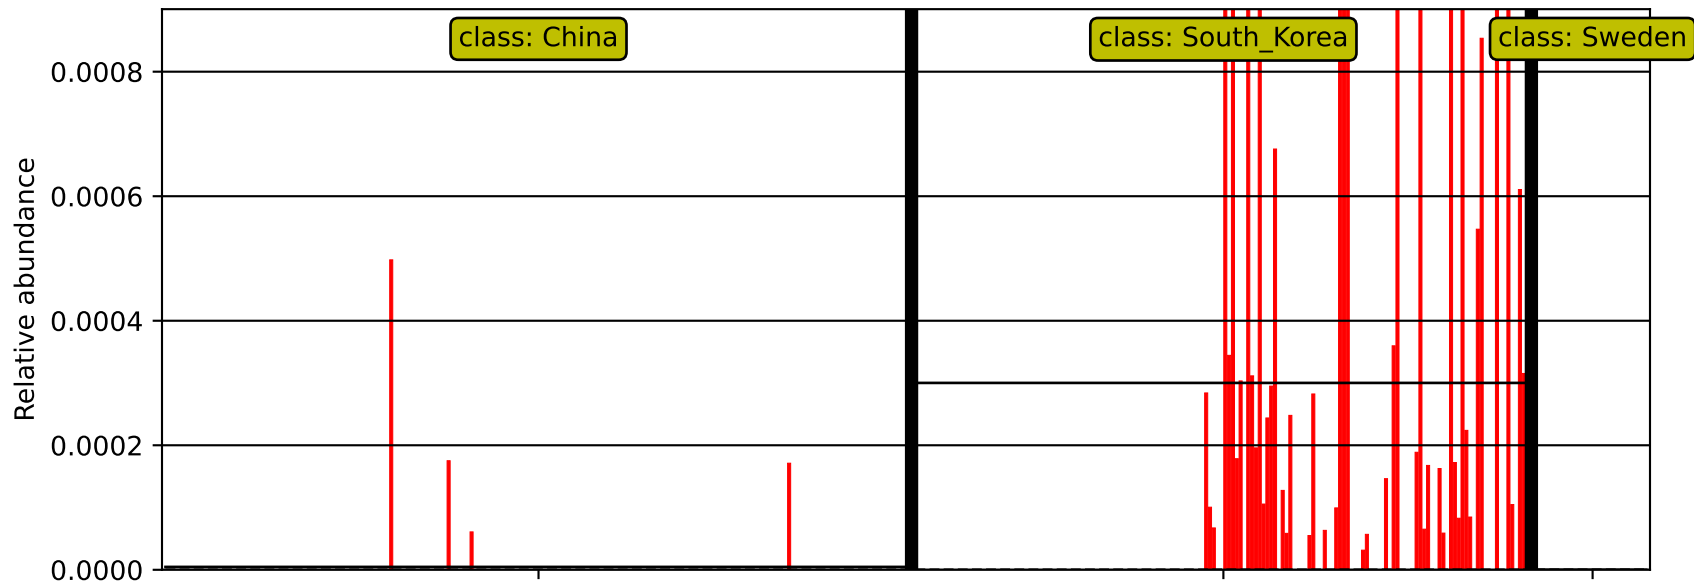 class: China
class: South_Korea
class: Sweden
0.0008
0.0006
0.0004
0.0002
0.0000
Relative abundance